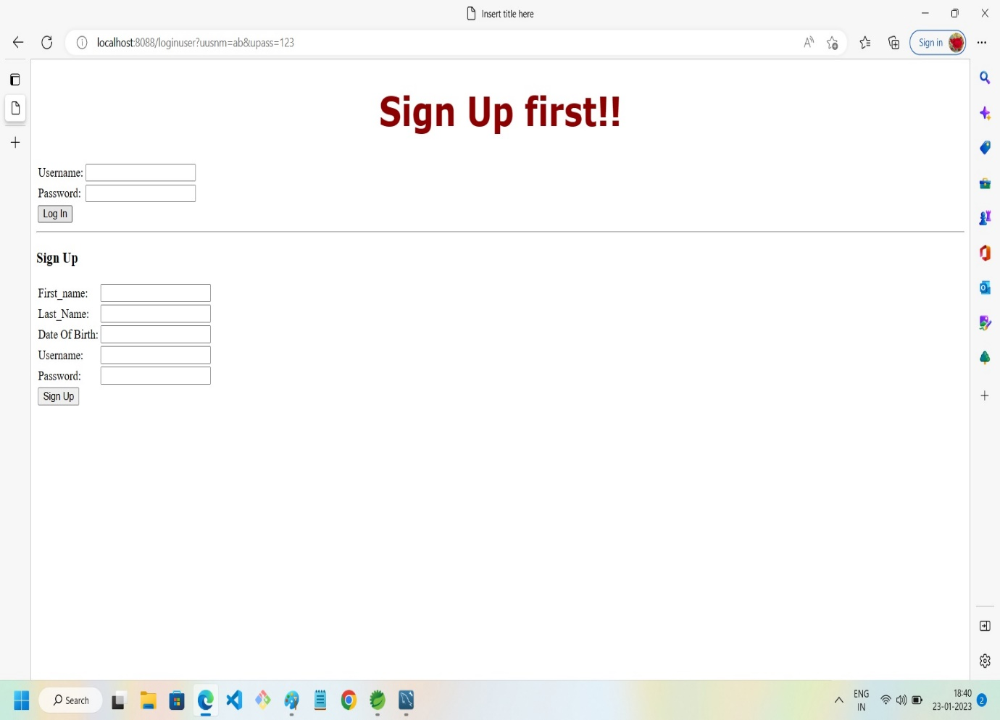 Insert title here
localhost:8088/loginuser?uusnm=ab&upass=123
Sign in
Sign Up first!!
Username:
Password:
Log In
Sign Up
First_name:
Last_Name:
Date Of Birth:
Username:
Password:
Sign Up
Search
ENG
IN
18:40
23-01-2023
2